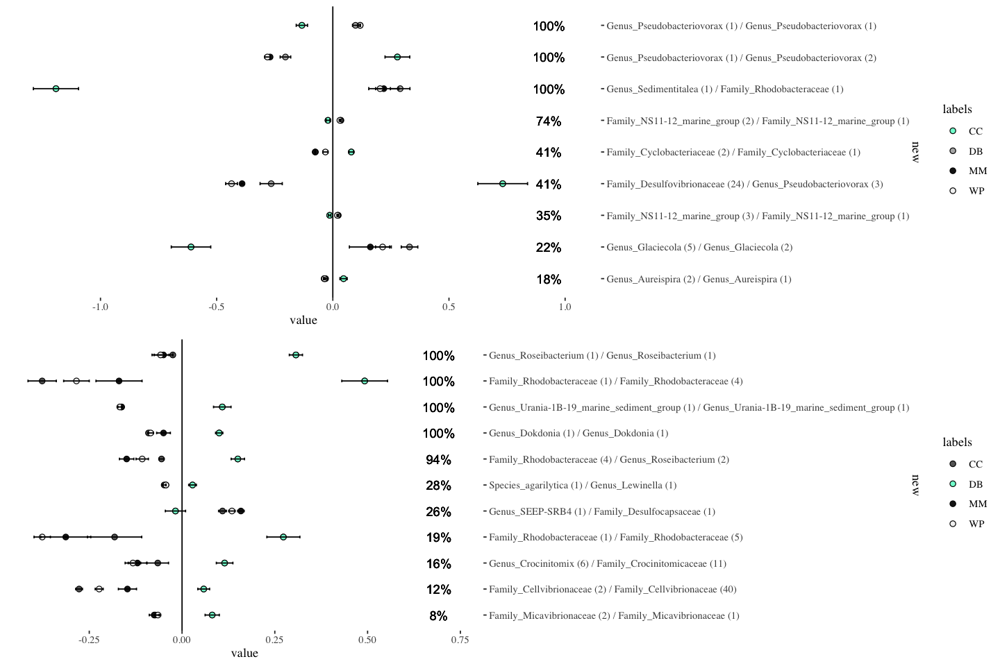 100% Genus_Pseudobacteriovorax (1) / Genus_Pseudobacteriovorax (1)
100% Genus_Pseudobacteriovorax (1) / Genus_Pseudobacteriovorax (2)
100% Genus_Sedimentitalea (1) / Family_Rhodobacteraceae (1)
74% Family_NS11-12_marine_group (2) / Family_NS11-12_marine_group (1)
41% Family_Cyclobacteriaceae (2) / Family_Cyclobacteriaceae (1)
41% Family_Desulfovibrionaceae (24) / Genus_Pseudobacteriovorax (3)
35% Family_NS11-12_marine_group (3) / Family_NS11-12_marine_group (1)
22% Genus_Glaciecola (5) / Genus_Glaciecola (2)
18% Genus_Aureispira (2) / Genus_Aureispira (1)
-1.0 -0.5 0.0 0.5 1.0
value
new
labels
CC
DB
MM
WP
100% Genus_Roseibacterium (1) / Genus_Roseibacterium (1)
100% Family_Rhodobacteraceae (1) / Family_Rhodobacteraceae (4)
100% Genus_Urania-1B-19_marine_sediment_group (1) / Genus_Urania-1B-19_marine_sediment_group (1)
100% Genus_Dokdonia (1) / Genus_Dokdonia (1)
94% Family_Rhodobacteraceae (4) / Genus_Roseibacterium (2)
28% Species_agarilytica (1) / Genus_Lewinella (1)
26% Genus_SEEP-SRB4 (1) / Family_Desulfocapsaceae (1)
19% Family_Rhodobacteraceae (1) / Family_Rhodobacteraceae (5)
16% Genus_Crocinitomix (6) / Family_Crocinitomicaceae (11)
12% Family_Cellvibrionaceae (2) / Family_Cellvibrionaceae (40)
8% Family_Micavibrionaceae (2) / Family_Micavibrionaceae (1)
-0.25 0.00 0.25 0.50 0.75
value
new
labels
CC
DB
MM
WP